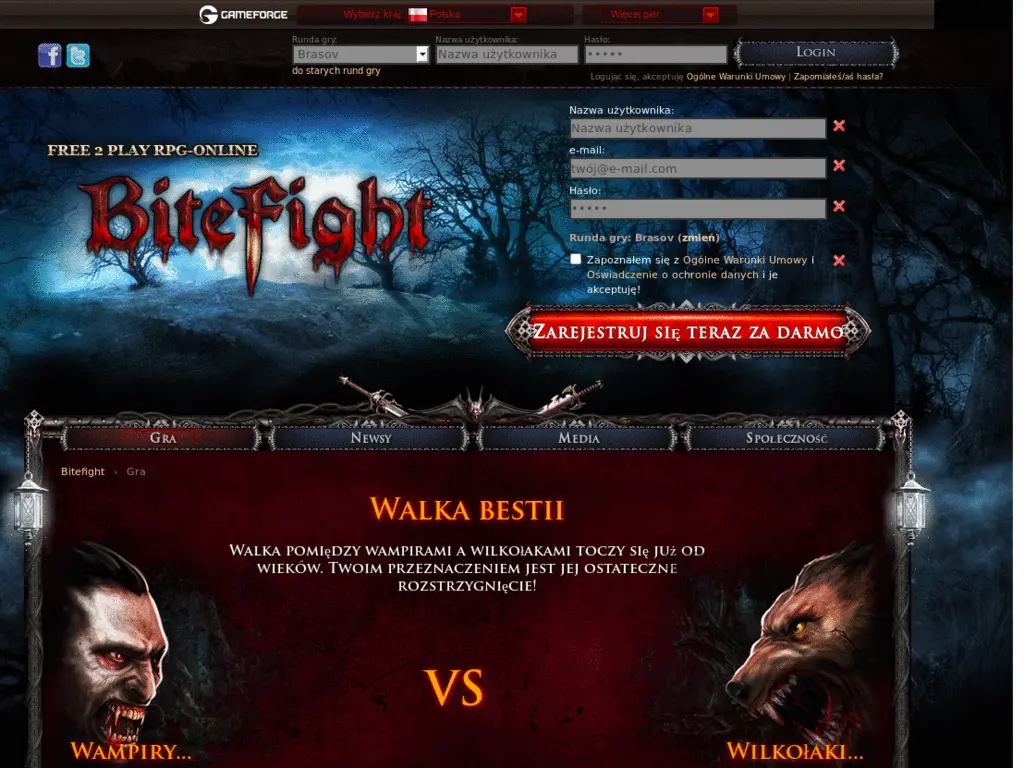 GAMEFORGE
Wybierz kraj Polska
Więcej gier
Runda gry:
Nazwa użytkownika:
Hasło:
Brasov
Nazwa użytkownika
•••••
LOGIN
do starych rund gry
Logując się, akceptuję Ogólne Warunki Umowy | Zapomiałeś/aś hasła?
Nazwa użytkownika:
Nazwa użytkownika
e-mail:
twój@e-mail.com
Hasło:
•••••
Runda gry: Brasov (zmień)
Zapoznałem się z Ogólne Warunki Umowy i
Oświadczenie o ochronie danych i je
akceptuję!
FREE 2 PLAY RPG-ONLINE
BiteFight
ZAREJESTRUJ SIĘ TERAZ ZA DARMO
GRA
NEWSY
MEDIA
SPOŁECZNOŚĆ
Bitefight › Gra
WALKA BESTII
WALKA POMIĘDZY WAMPIRAMI A WILKOŁAKAMI TOCZY SIĘ JUŻ OD
WIEKÓW. TWOIM PRZEZNACZENIEM JEST JEJ OSTATECZNE
ROZSTRZYGNIĘCIE!
VS
WAMPIRY...
WILKOŁAKI...